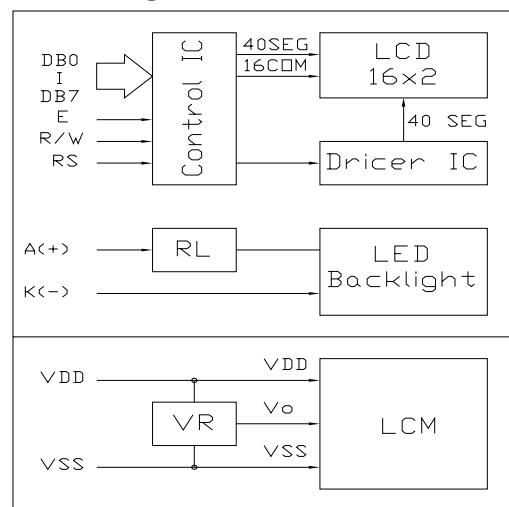 DB0
I
DB7
E
R/W
RS
Control IC
40SEG
16COM
LCD
16x2
40 SEG
Dricer IC
A(+)
RL
LED
Backlight
K(-)
VDD
VDD
VR
Vo
LCM
VSS
VSS